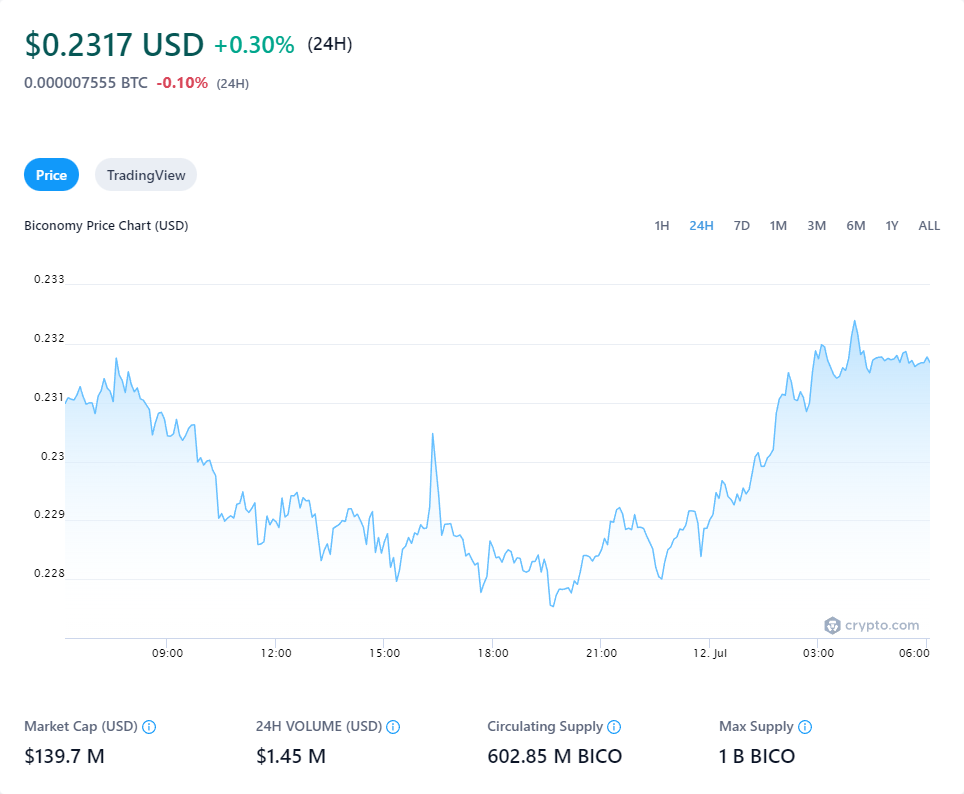 $0.2317 USD +0.30% (24H)
0.000007555 BTC -0.10% (24H)
Price TradingView
Biconomy Price Chart (USD) 1H 24H 7D 1M 3M 6M 1Y ALL
0.233
0.232
0.231
0.23
0.229
0.228
crypto.com
09:00 12:00 15:00 18:00 21:00 12. Jul 03:00 06:00
Market Cap (USD) 24H VOLUME (USD) Circulating Supply Max Supply
$139.7 M $1.45 M 602.85 M BICO 1 B BICO